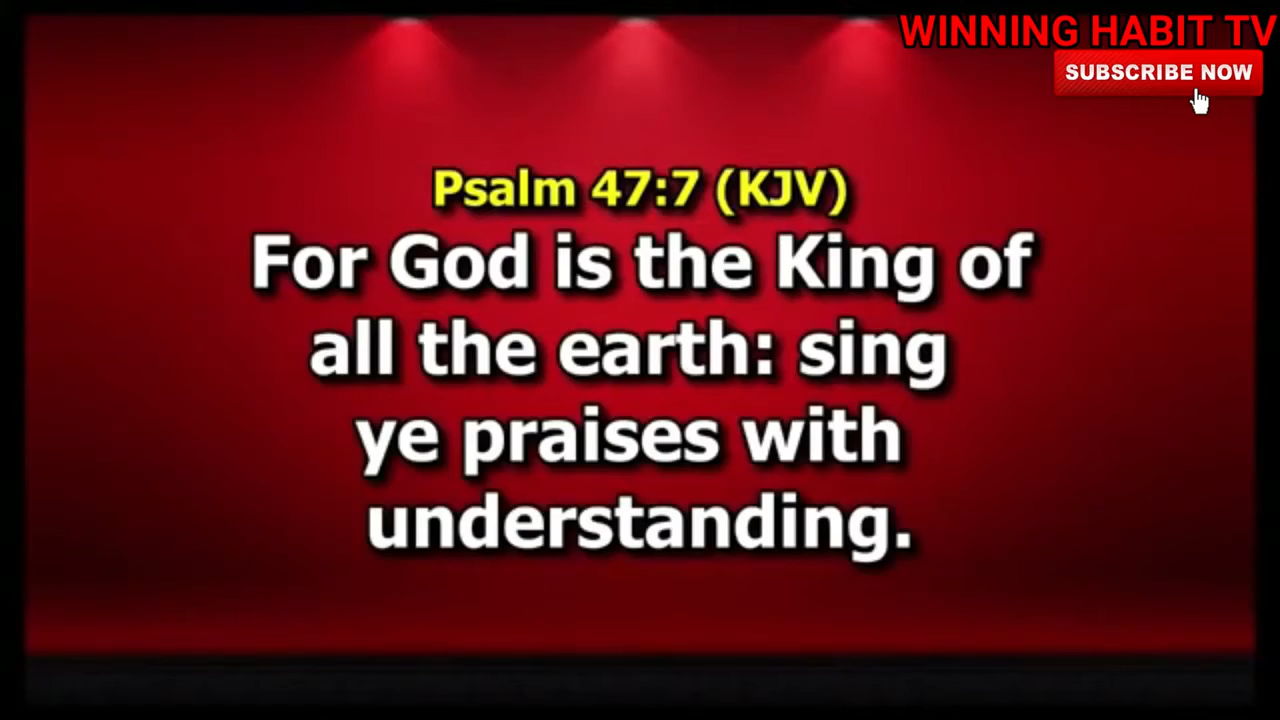 WINNING HABIT TV
SUBSCRIBE NOW
Psalm 47:7 (KJV)
For God is the King of
all the earth: sing
ye praises with
understanding.